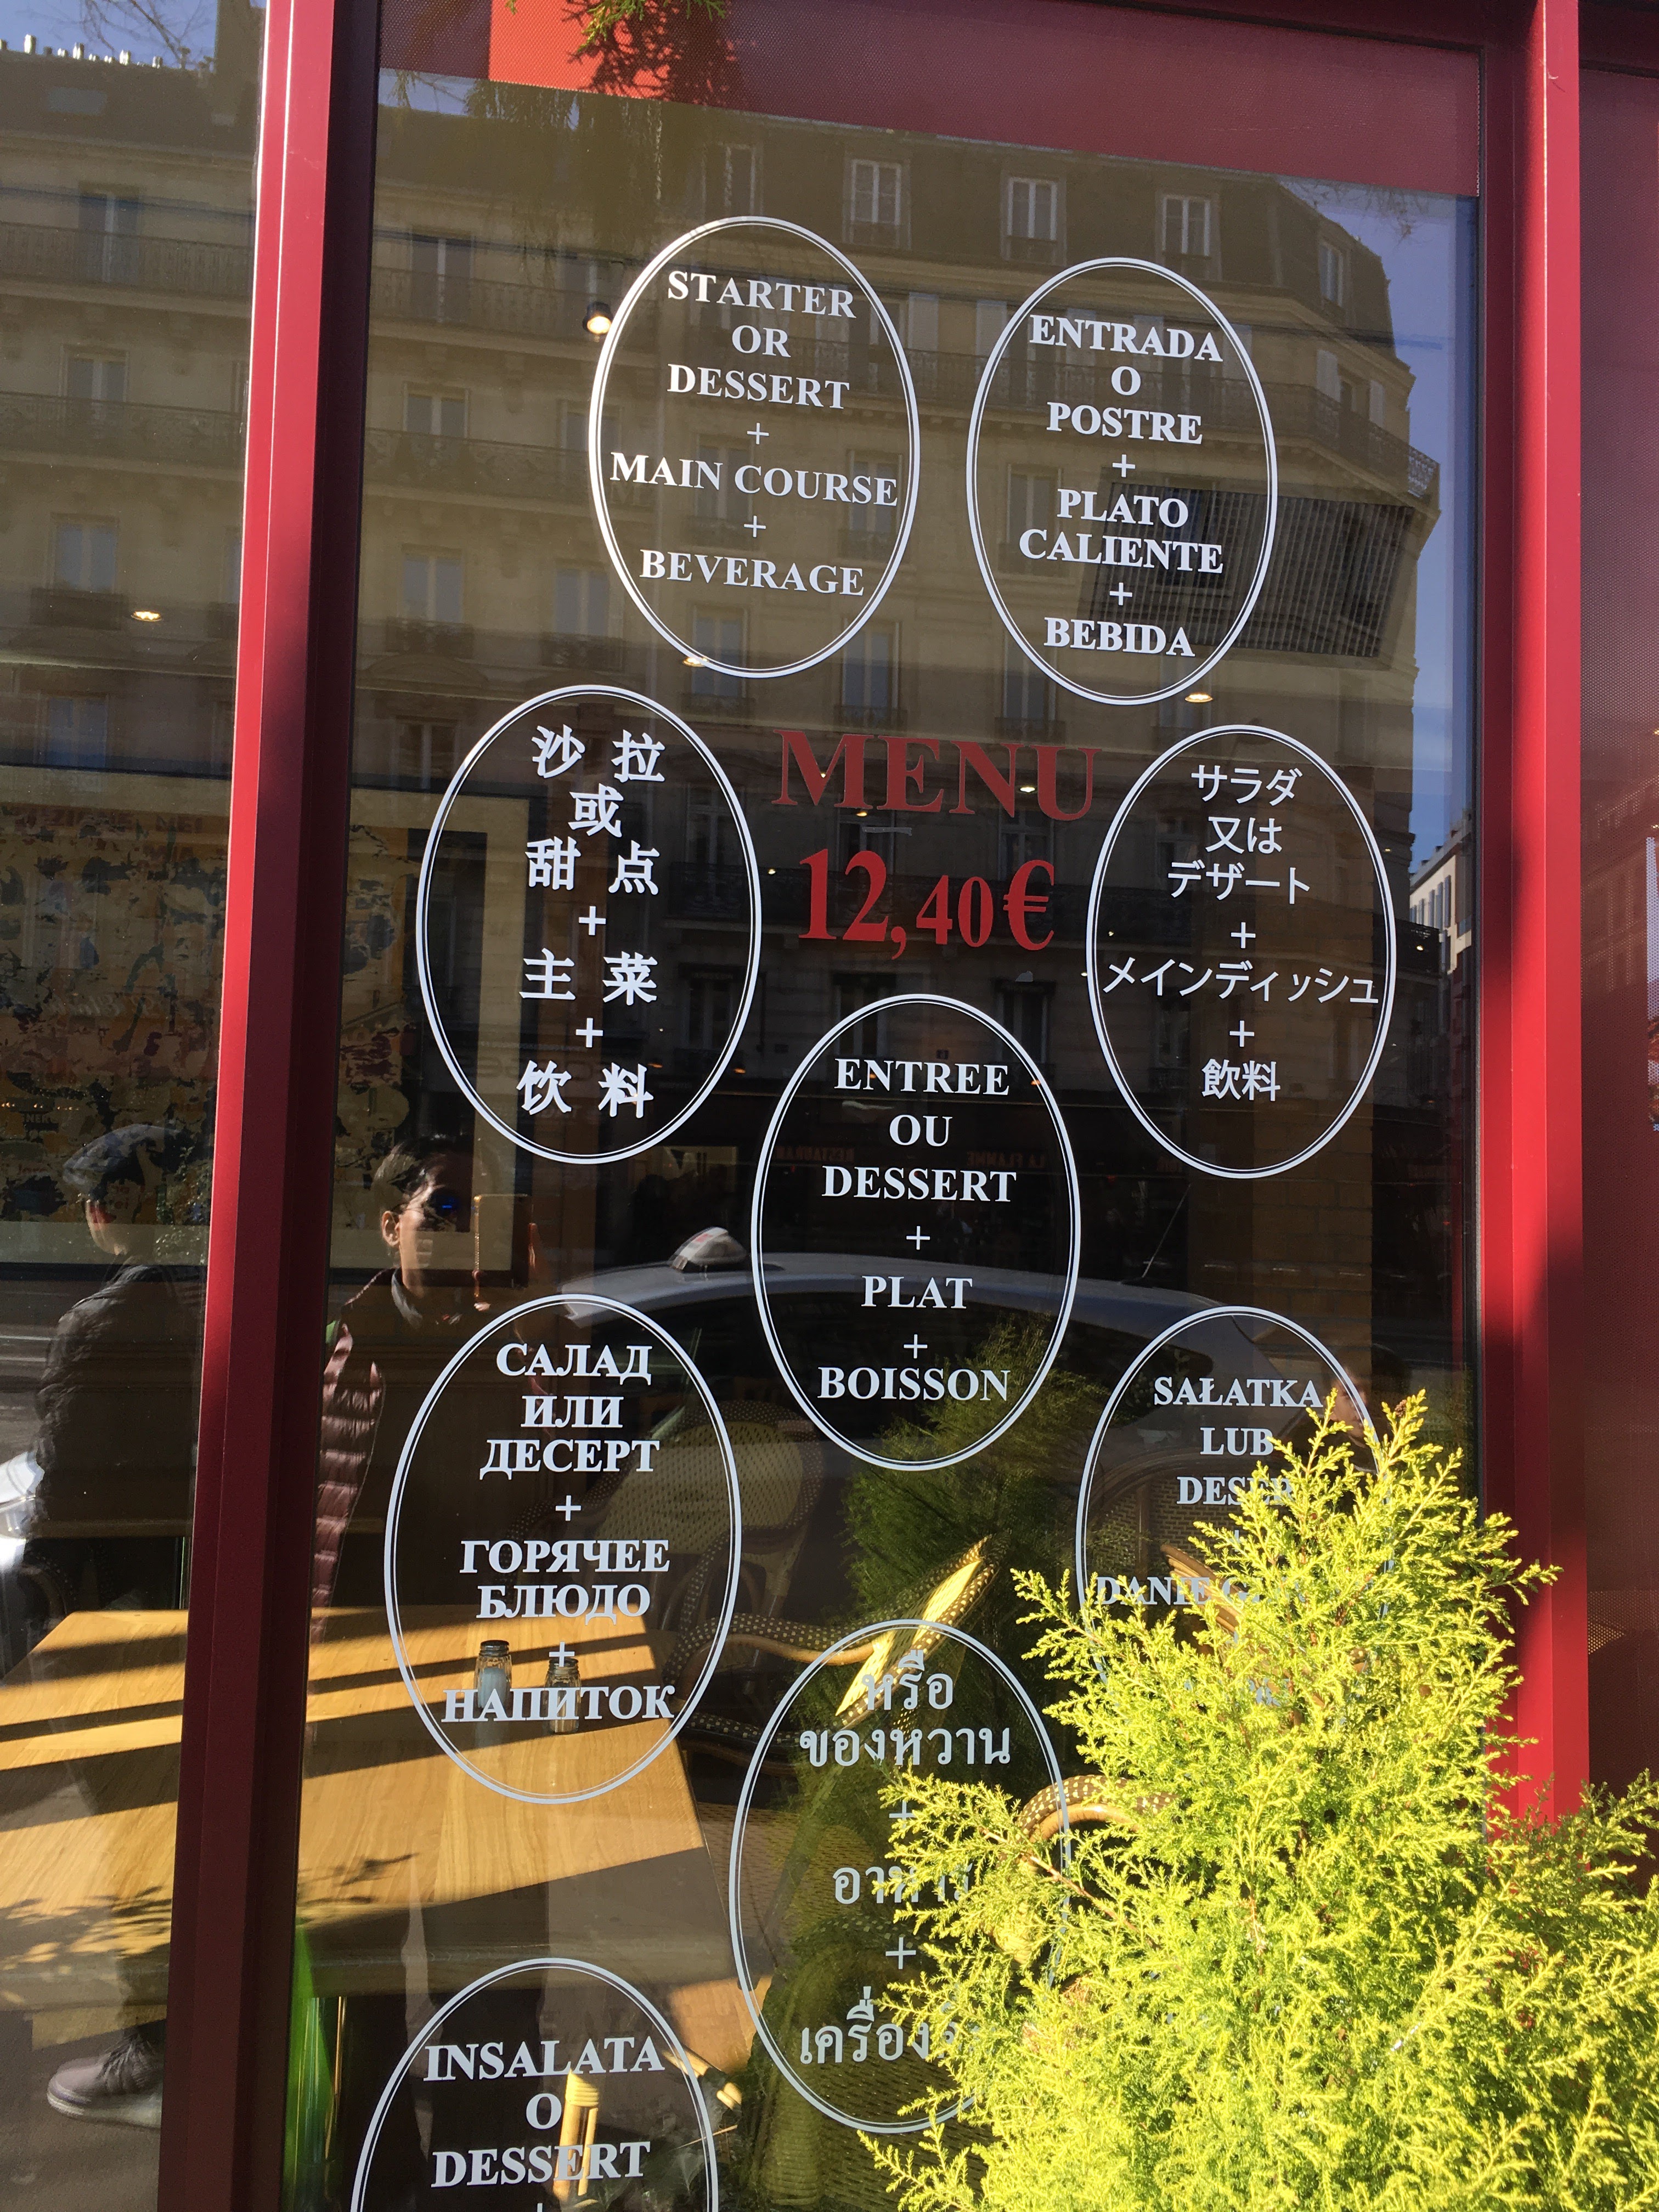 STARTER
OR
DESSERT
+
MAIN COURSE
+
BEVERAGE
ENTRADA
O
POSTRE
+
PLATO
CALIENTE
+
BEBIDA
沙 拉
或
甜 点
+
主 菜
+
饮 料
MENU
12,40€
サラダ
又は
デザート
+
メインディッシュ
+
飲料
ENTREE
OU
DESSERT
+
PLAT
+
BOISSON
САЛАД
ИЛИ
ДЕСЕРТ
+
ГОРЯЧЕЕ
БЛЮДО
+
НАПИТОК
SAŁATKA
LUB
DANIE
หรือ
ของหวาน
+
+
INSALATA
O
DESSERT